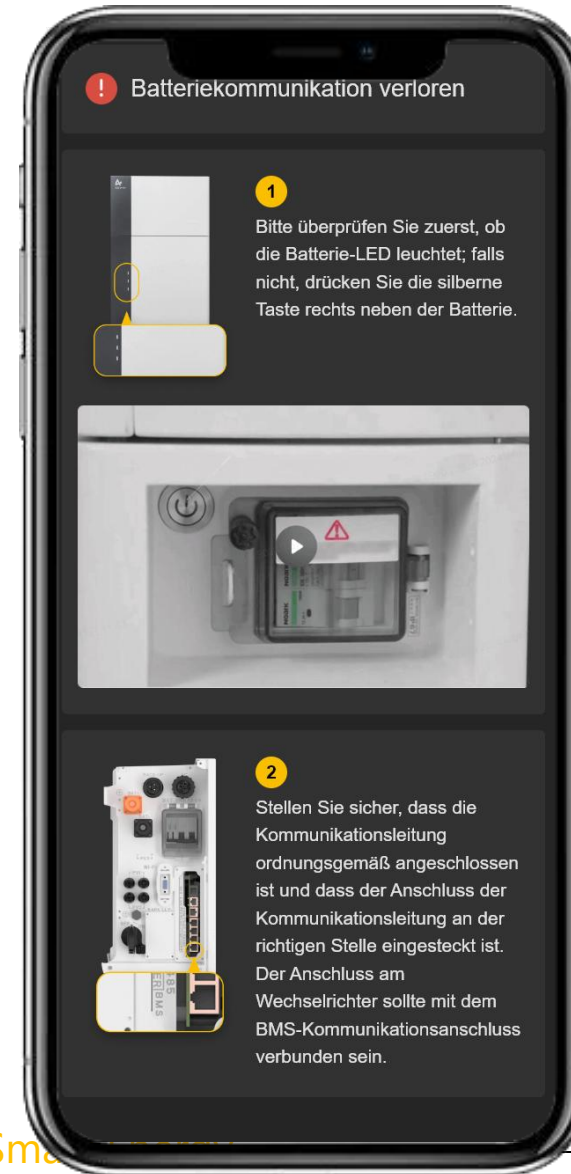 Batteriekommunikation verloren
1
Bitte überprüfen Sie zuerst, ob
die Batterie-LED leuchtet; falls
nicht, drücken Sie die silberne
Taste rechts neben der Batterie.
NOARK
2
Stellen Sie sicher, dass die
Kommunikationsleitung
ordnungsgemäß angeschlossen
ist und dass der Anschluss der
Kommunikationsleitung an der
richtigen Stelle eingesteckt ist.
Der Anschluss am
Wechselrichter sollte mit dem
BMS-Kommunikationsanschluss
verbunden sein.
BMS